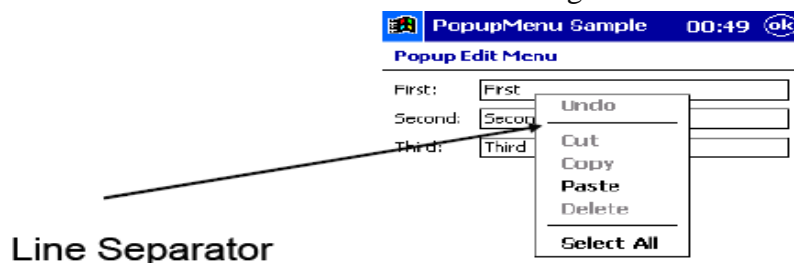 PopupMenu Sample 00:49 ok
Popup Edit Menu
First: First
Undo
Second: Secon
Cut
Third: Third
Copy
Paste
Delete
Select All
Line Separator